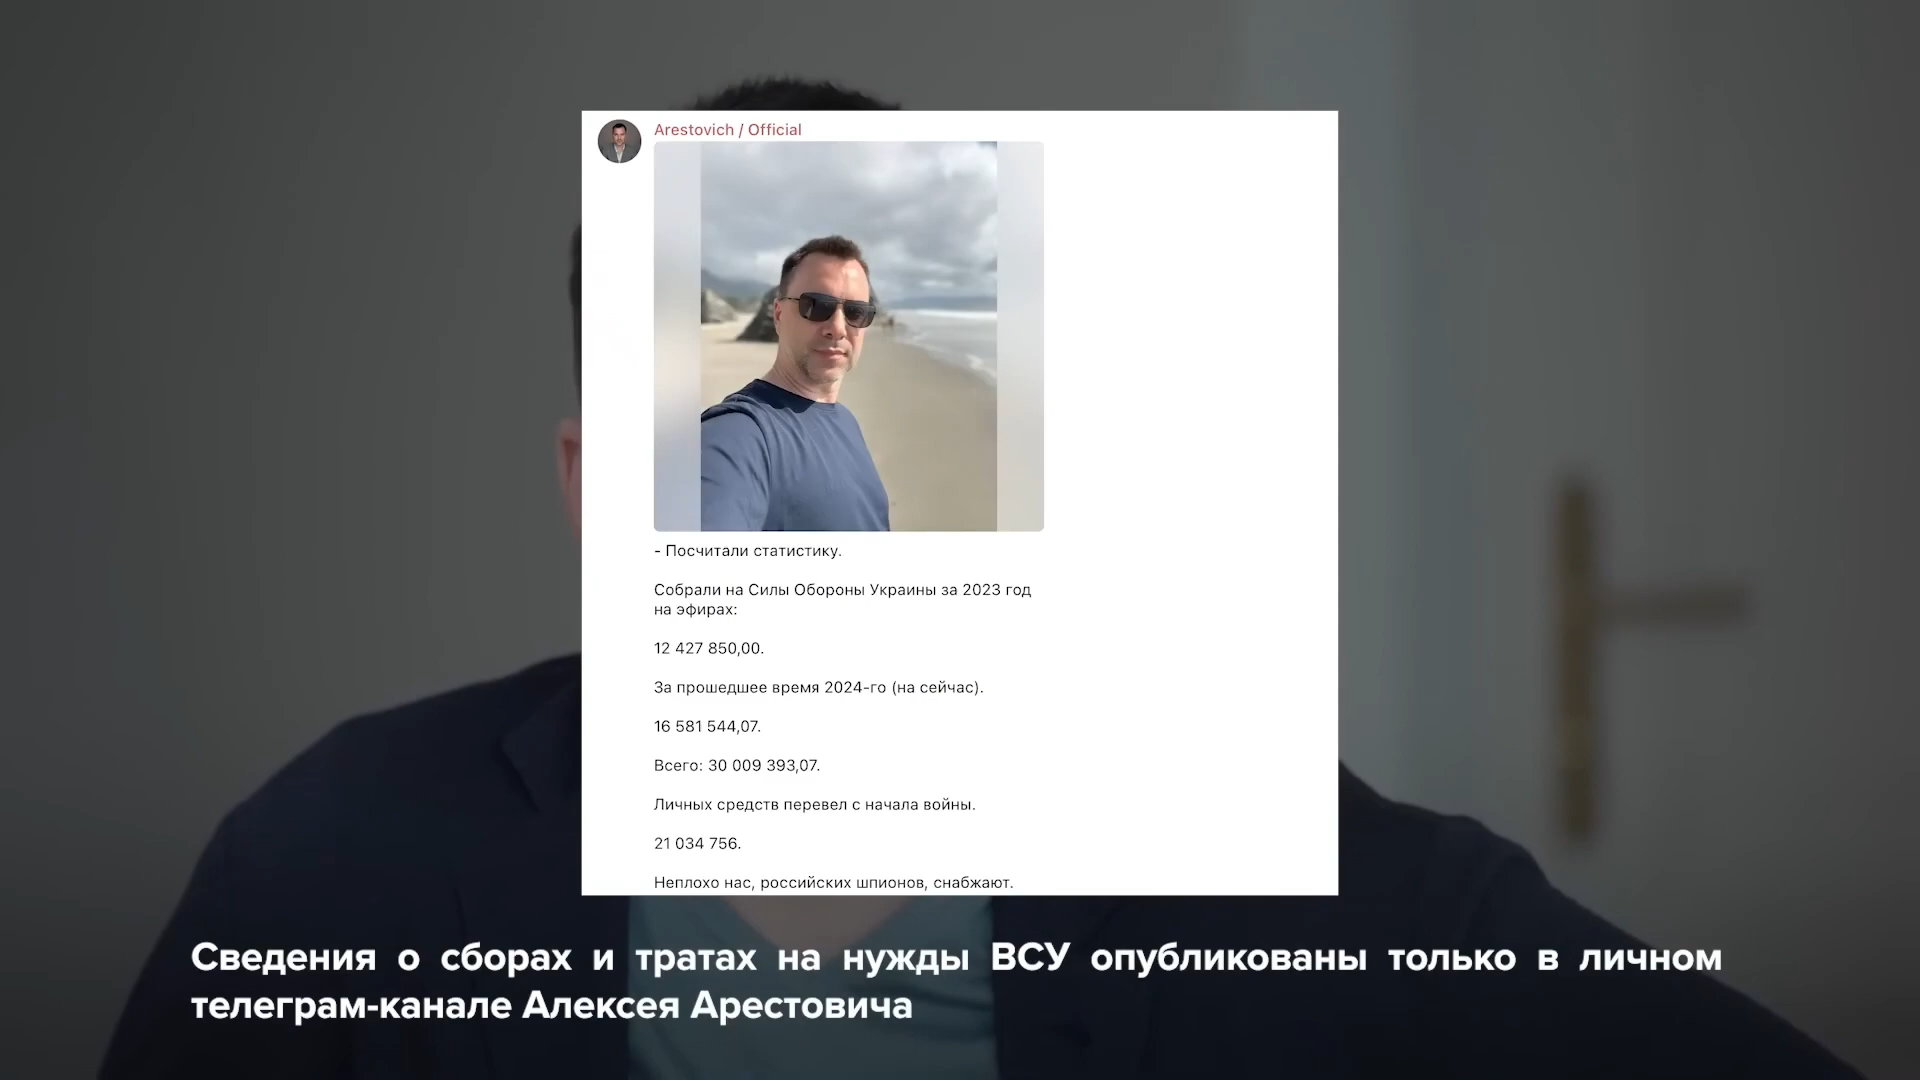 Arestovich / Official
- Посчитали статистику.
Собрали на Силы Обороны Украины за 2023 год
на эфирах:
12 427 850,00.
За прошедшее время 2024-го (на сейчас).
16 581 544,07.
Всего: 30 009 393,07.
Личных средств перевел с начала войны.
21 034 756.
Неплохо нас, российских шпионов, снабжают.
Сведения о сборах и тратах на нужды ВСУ опубликованы только в личном
телеграм-канале Алексея Арестовича